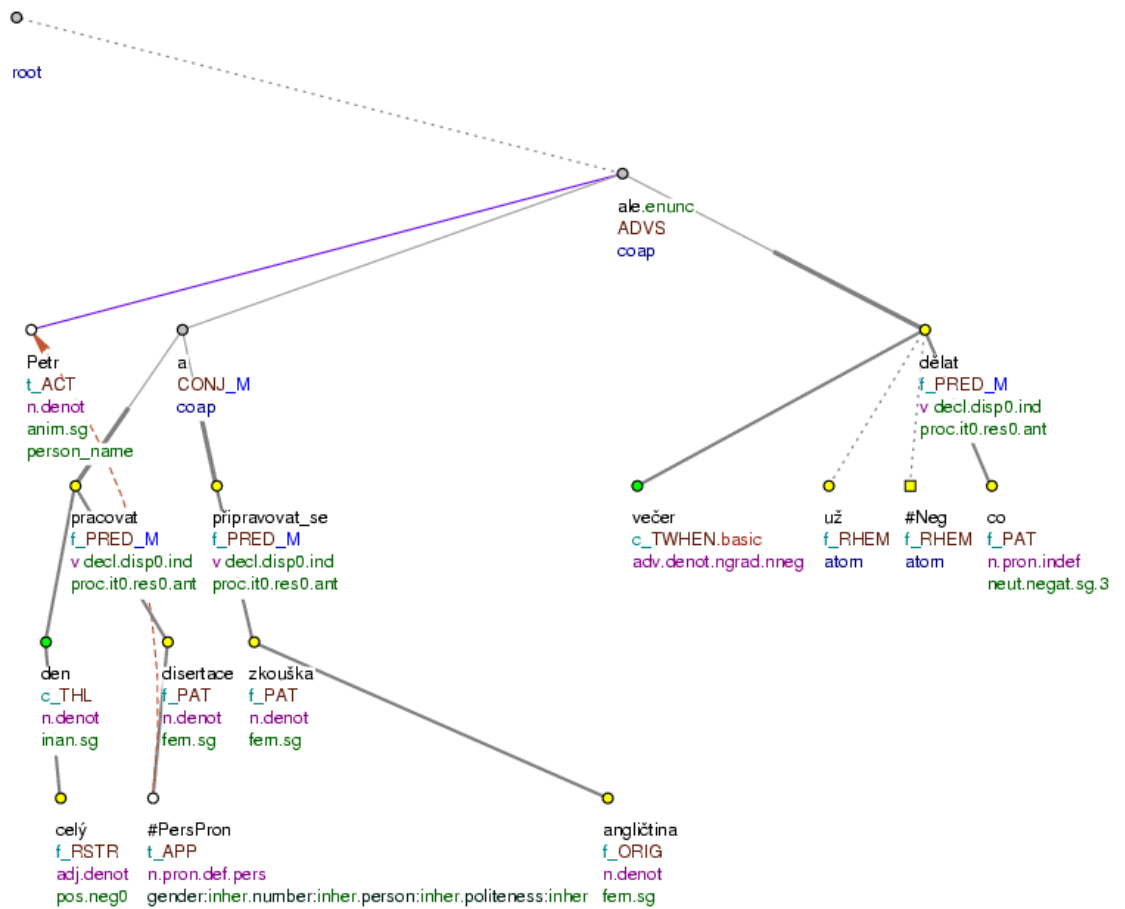 root
ale.enunc
ADVS
coap
Petr
t_ACT
n.denot
anim.sg
person_name
a
CONJ_M
coap
dělat
f_PRED_M
v decl.disp0.ind
proc.it0.res0.ant
pracovat
f_PRED_M
v decl.disp0.ind
proc.it0.res0.ant
připravovat_se
f_PRED_M
v decl.disp0.ind
proc.it0.res0.ant
večer
c_TWHEN.basic
adv.denot.ngrad.nneg
už
f_RHEM
atom
#Neg
f_RHEM
atom
co
f_PAT
n.pron.indef
neut.negat.sg.3
den
c_THL
n.denot
inan.sg
disertace
f_PAT
n.denot
fem.sg
zkouška
f_PAT
n.denot
fem.sg
celý
f_RSTR
adj.denot
pos.neg0
#PersPron
t_APP
n.pron.def.pers
gender:inher.number:inher.person:inher.politeness:inher
angličtina
f_ORIG
n.denot
fem.sg